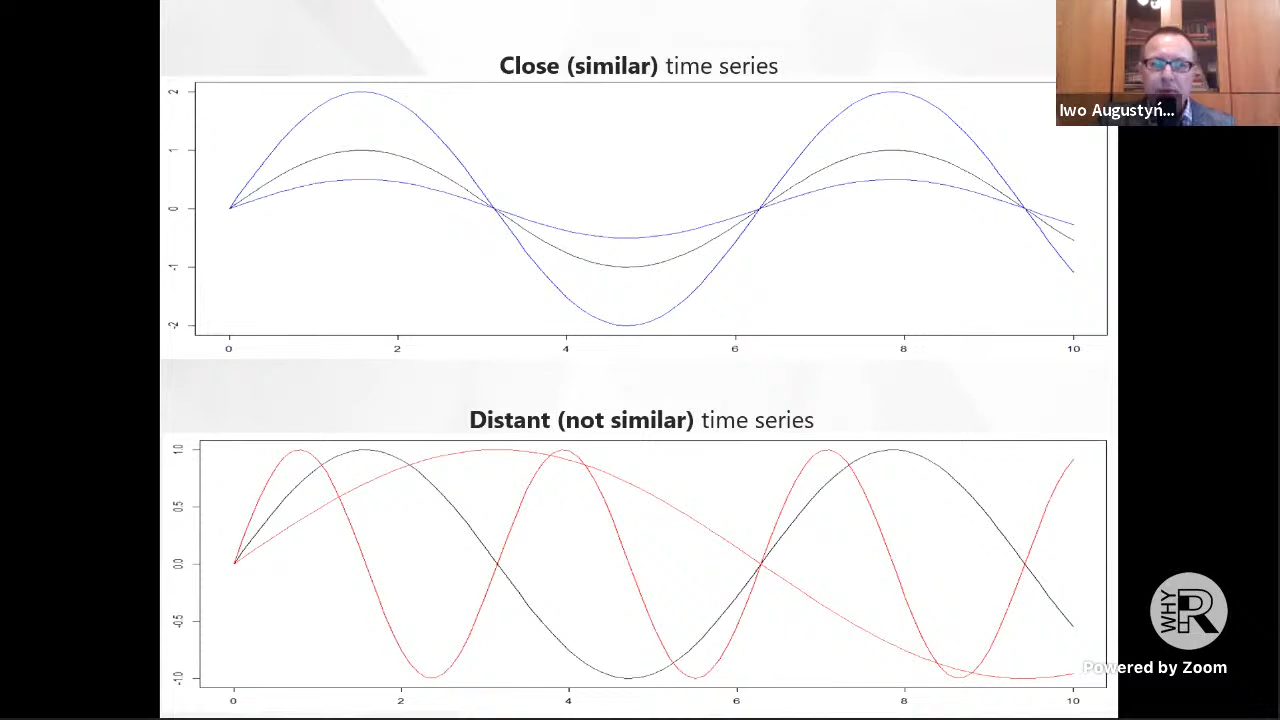 Close (similar) time series
2
1
0
-1
-2
0 2 4 6 8 10
Iwo Augustyń...
Distant (not similar) time series
1.0
0.5
0.0
-0.5
-1.0
0 2 4 6 8 10
WHY R
Powered by Zoom